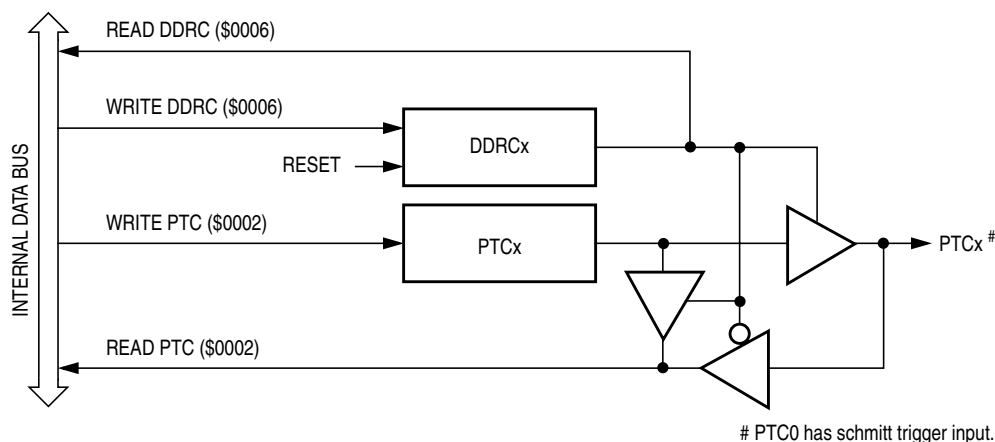 READ DDRC ($0006)
WRITE DDRC ($0006)
DDRCx
RESET
INTERNAL DATA BUS
WRITE PTC ($0002)
PTCx
PTCx #
READ PTC ($0002)
# PTC0 has schmitt trigger input.